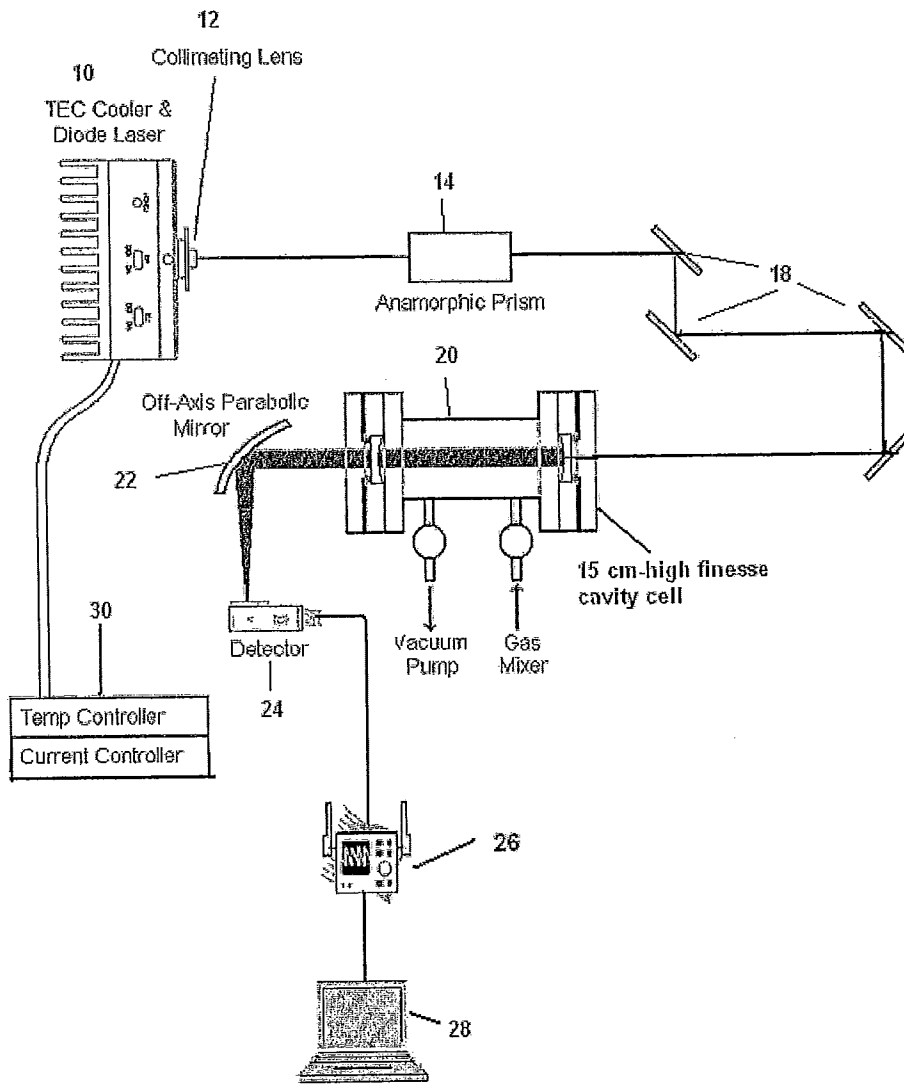 12
Collimating Lens
10
TEC Cooler &
Diode Laser
14
Anamorphic Prism
18
20
Off-Axis Parabolic
Mirror
22
15 cm-high finesse
cavity cell
Vacuum
Pump
Gas
Mixer
Detector
24
30
Temp Controller
Current Controller
26
28